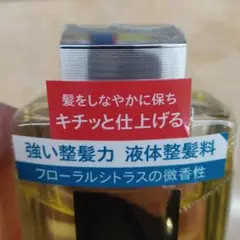 髪をしなやかに保ち
キチッと仕上げる
強い整髪力 液体整髪料
フローラルシトラスの微香性